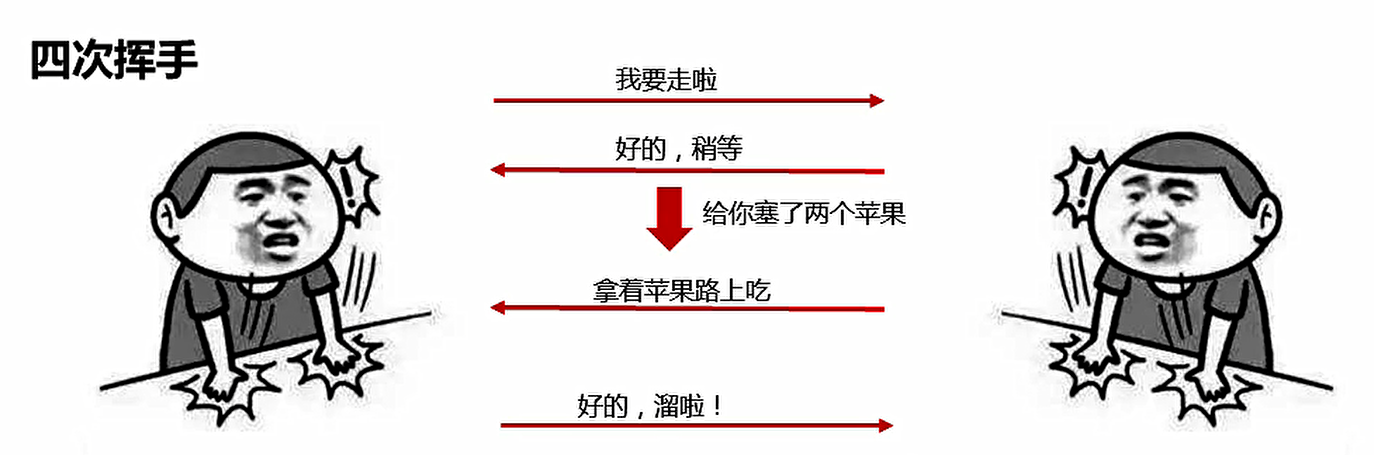 四次挥手
我要走啦
好的，稍等
给你塞了两个苹果
拿着苹果路上吃
好的，溜啦！